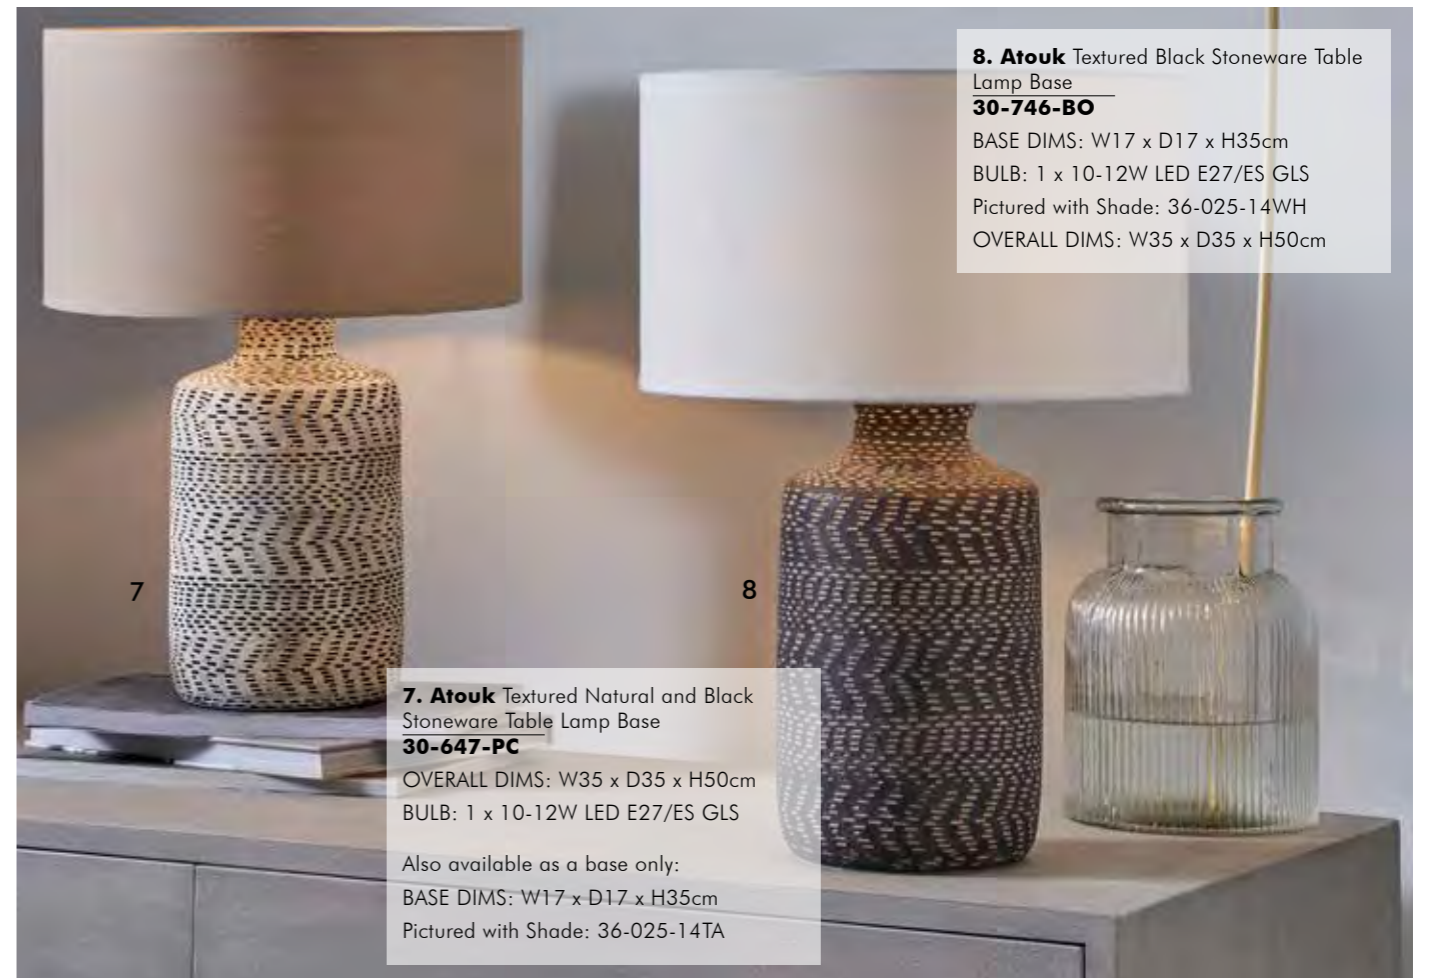 8. Atouk Textured Black Stoneware Table
Lamp Base
30-746-BO
BASE DIMS: W17 x D17 x H35cm
BULB: 1 x 10-12W LED E27/ES GLS
Pictured with Shade: 36-025-14WH
OVERALL DIMS: W35 x D35 x H50cm
7
8
7. Atouk Textured Natural and Black
Stoneware Table Lamp Base
30-647-PC
OVERALL DIMS: W35 x D35 x H50cm
BULB: 1 x 10-12W LED E27/ES GLS
Also available as a base only:
BASE DIMS: W17 x D17 x H35cm
Pictured with Shade: 36-025-14TA